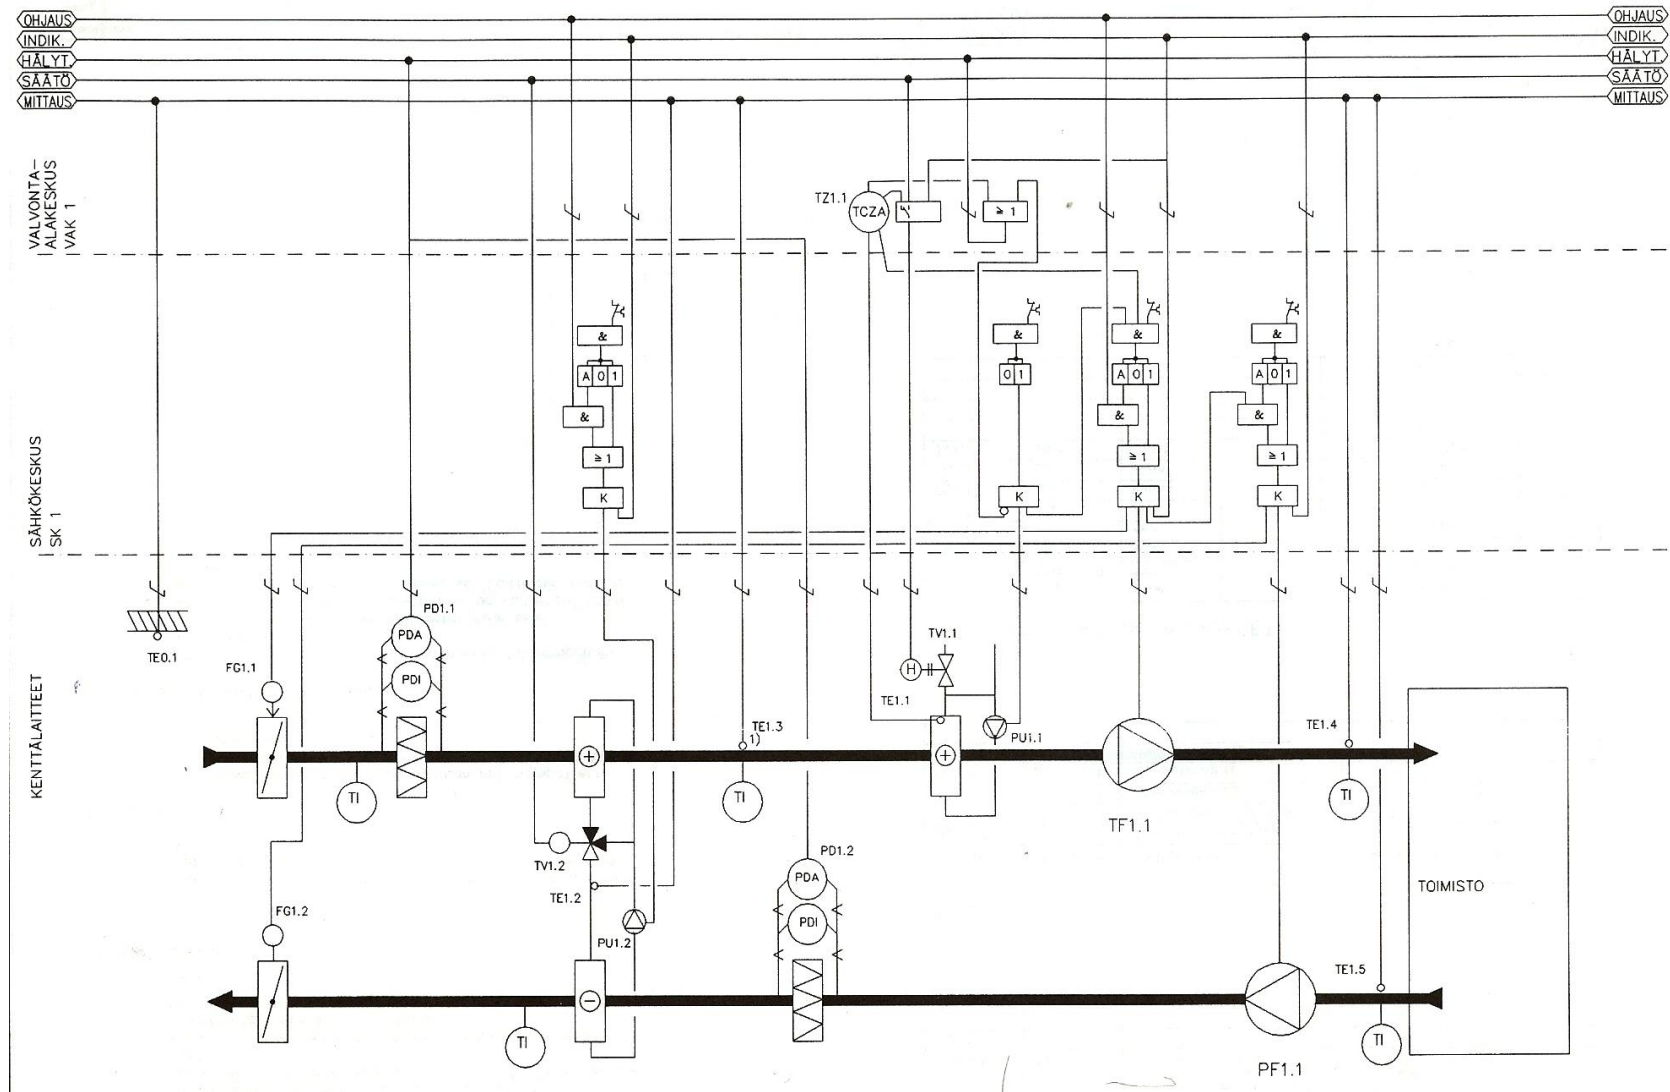 OHJAUS
OHJAUS
INDIK.
INDIK.
HÄLYT.
HÄLYT.
SÄÄTÖ
SÄÄTÖ
MITTAUS
MITTAUS
VALVONTA-
ALAKESKUS
VAK 1
TZ1.1
TCZA
≥ 1
SÄHKÖKESKUS
SK 1
&
&
&
A 0 1
0 1
A 0 1
A 0 1
&
&
&
≥ 1
≥ 1
≥ 1
K
K
K
K
KENTTÄLAITTEET
TE0.1
FG1.1
PD1.1
PDA
PDI
TI
+
TV1.2
TE1.2
PU1.2
TE1.3
1)
TI
TV1.1
H
TE1.1
+
PU1.1
TF1.1
TE1.4
TI
TOIMISTO
FG1.2
TI
−
PD1.2
PDA
PDI
PF1.1
TE1.5
TI